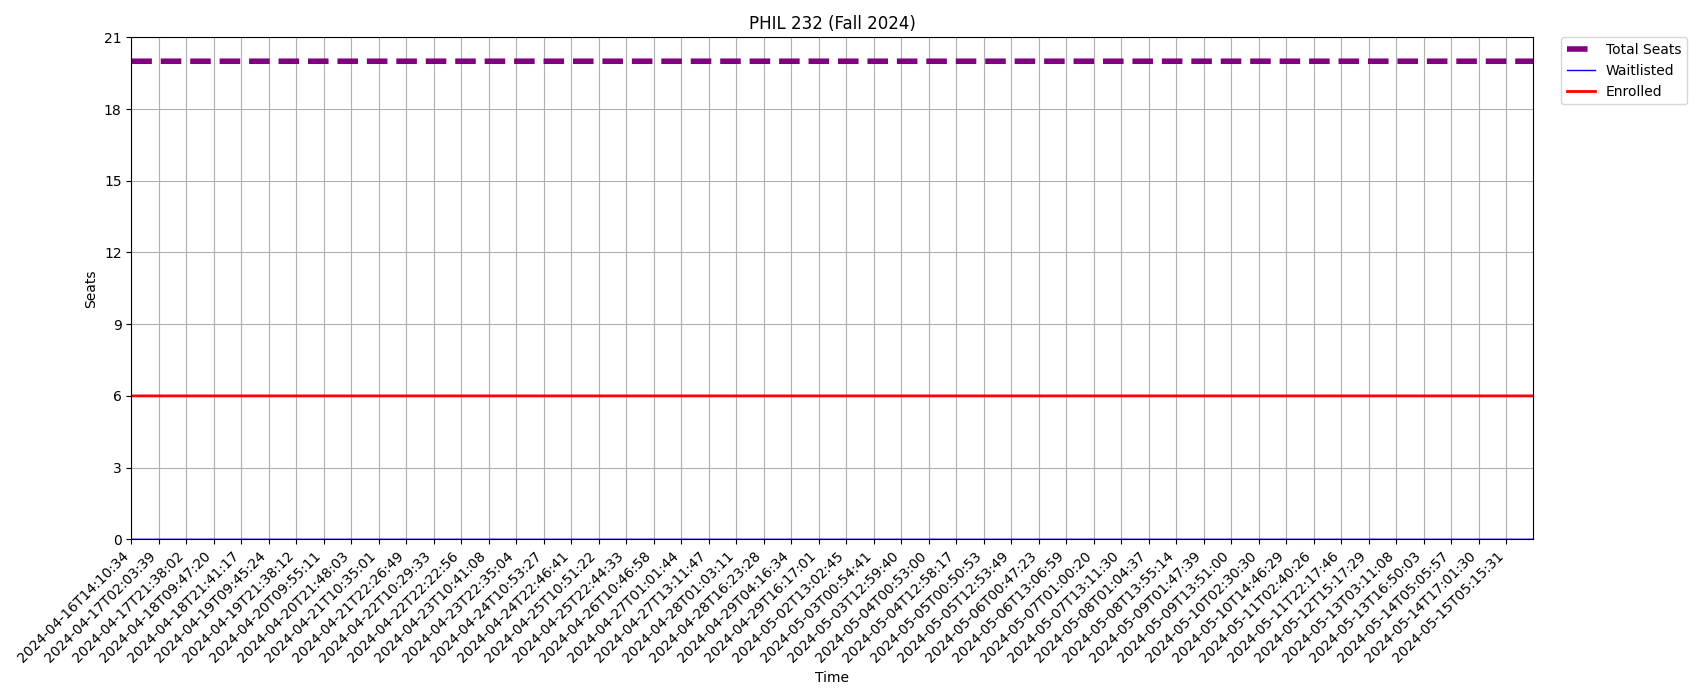 PHIL 232 (Fall 2024)
Total Seats
Waitlisted
Enrolled
21
18
15
12
9
6
3
0
Seats
2024-04-16T14:10:34
2024-04-17T02:03:39
2024-04-17T21:38:02
2024-04-18T09:47:20
2024-04-18T21:41:17
2024-04-19T09:45:24
2024-04-19T21:38:12
2024-04-20T09:55:11
2024-04-20T21:48:03
2024-04-21T10:35:01
2024-04-21T22:26:49
2024-04-22T10:29:33
2024-04-22T22:22:56
2024-04-23T10:41:08
2024-04-23T22:35:04
2024-04-24T10:53:27
2024-04-24T22:46:41
2024-04-25T10:51:22
2024-04-25T22:44:33
2024-04-26T10:46:58
2024-04-27T01:01:44
2024-04-27T13:11:47
2024-04-28T01:03:11
2024-04-28T16:23:28
2024-04-29T04:16:34
2024-04-29T16:17:01
2024-05-02T13:02:45
2024-05-03T00:54:41
2024-05-03T12:59:40
2024-05-04T00:53:00
2024-05-04T12:58:17
2024-05-05T00:50:53
2024-05-05T12:53:49
2024-05-06T00:47:23
2024-05-06T13:06:59
2024-05-07T01:00:20
2024-05-07T13:11:30
2024-05-08T01:04:37
2024-05-08T13:55:14
2024-05-09T01:47:39
2024-05-09T13:51:00
2024-05-10T02:30:30
2024-05-10T14:46:29
2024-05-11T02:40:26
2024-05-11T22:17:46
2024-05-12T15:17:29
2024-05-13T03:11:08
2024-05-13T16:50:03
2024-05-14T05:05:57
2024-05-14T17:01:30
2024-05-15T05:15:31
Time